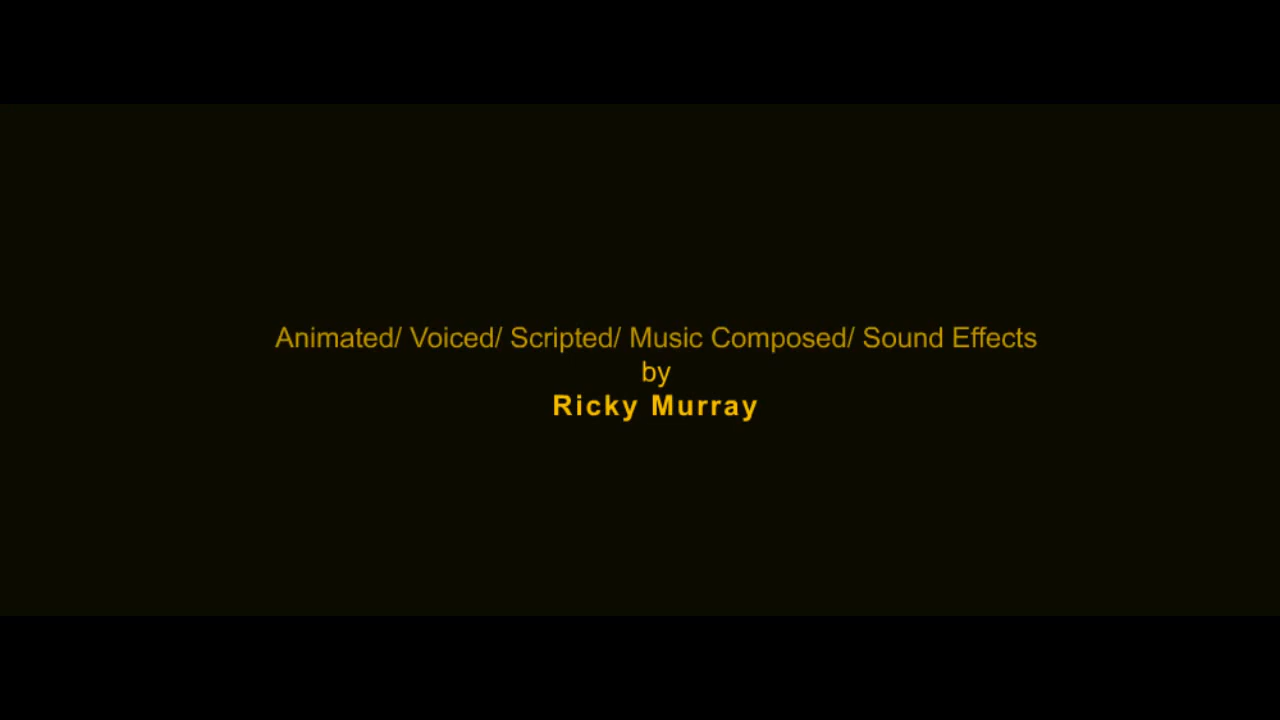 Animated/ Voiced/ Scripted/ Music Composed/ Sound Effects
by
Ricky Murray